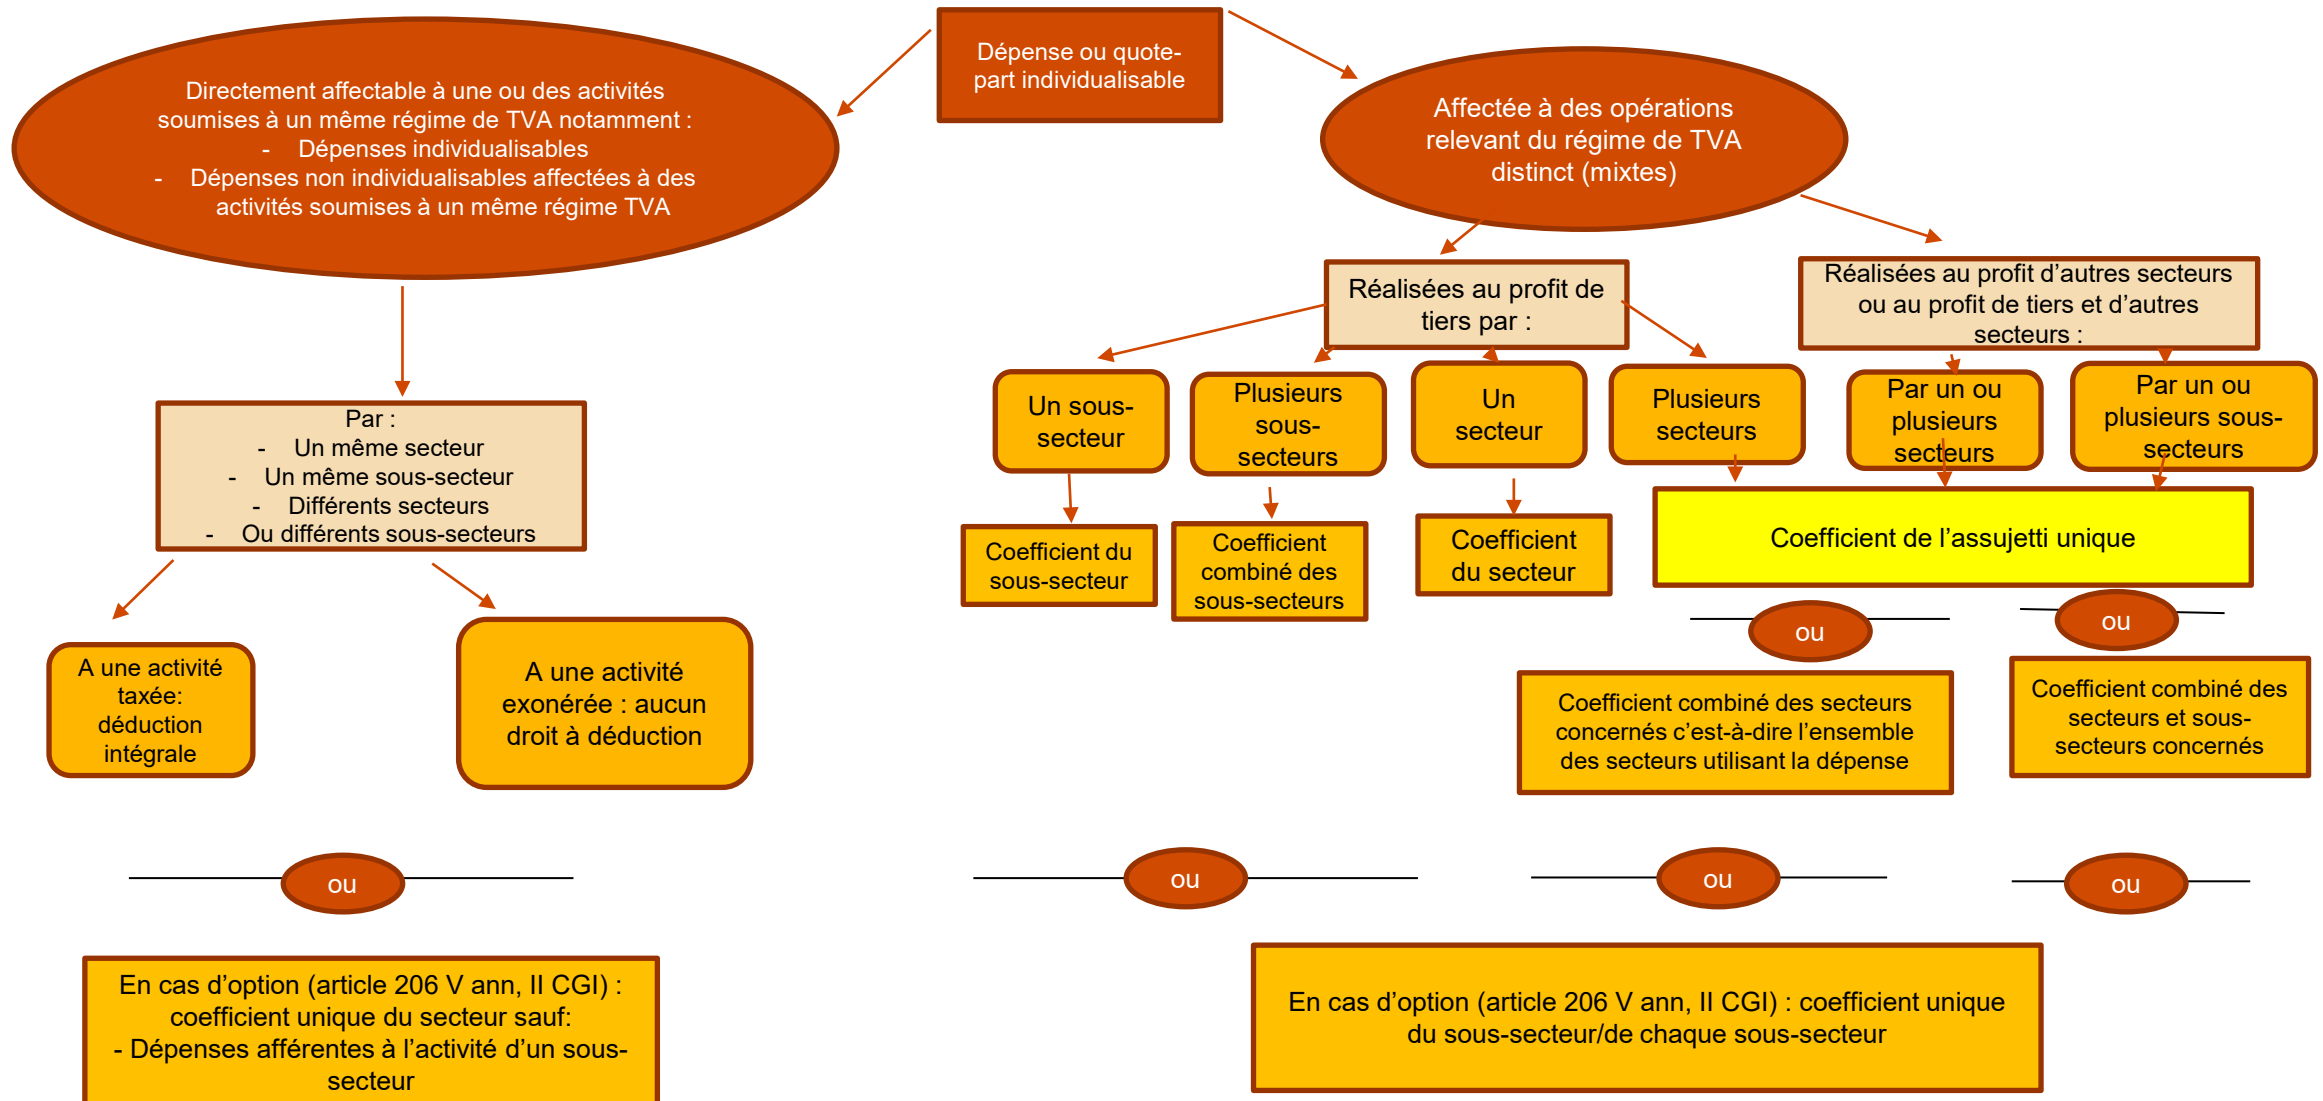 Dépense ou quote-
part individualisable
Directement affectable à une ou des activités
soumises à un même régime de TVA notamment :
- Dépenses individualisables
- Dépenses non individualisables affectées à des
activités soumises à un même régime TVA
Affectée à des opérations
relevant du régime de TVA
distinct (mixtes)
Réalisées au profit de
tiers par :
Réalisées au profit d’autres secteurs
ou au profit de tiers et d’autres
secteurs :
Par :
- Un même secteur
- Un même sous-secteur
- Différents secteurs
- Ou différents sous-secteurs
Un sous-
secteur
Plusieurs
sous-
secteurs
Un
secteur
Plusieurs
secteurs
Par un ou
plusieurs
secteurs
Par un ou
plusieurs sous-
secteurs
Coefficient du
sous-secteur
Coefficient
combiné des
sous-secteurs
Coefficient
du secteur
Coefficient de l’assujetti unique
A une activité
taxée:
déduction
intégrale
A une activité
exonérée : aucun
droit à déduction
ou
ou
Coefficient combiné des secteurs
concernés c’est-à-dire l’ensemble
des secteurs utilisant la dépense
Coefficient combiné des
secteurs et sous-
secteurs concernés
ou
ou
ou
ou
En cas d’option (article 206 V ann, II CGI) :
coefficient unique du secteur sauf:
- Dépenses afférentes à l’activité d’un sous-
secteur
En cas d’option (article 206 V ann, II CGI) : coefficient unique
du sous-secteur/de chaque sous-secteur